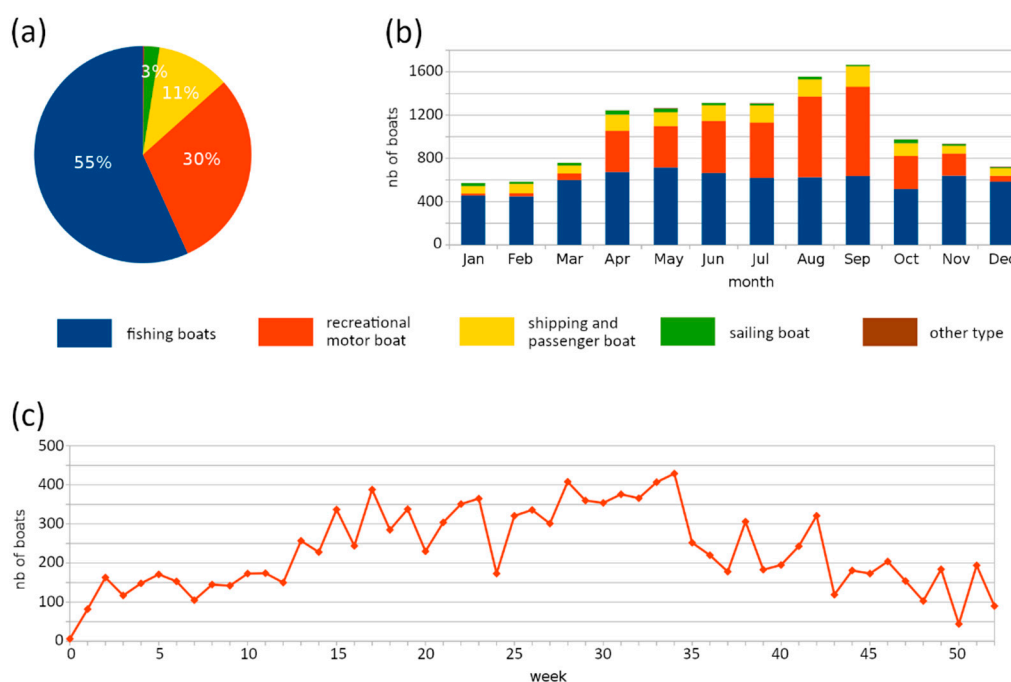 (a)
3%
11%
55%
30%
(b)
nb of boats
1600
1200
800
400
0
Jan Feb Mar Apr May Jun Jul Aug Sep Oct Nov Dec
month
fishing boats
recreational
motor boat
shipping and
passenger boat
sailing boat
other type
(c)
nb of boats
500
400
300
200
100
0
0 5 10 15 20 25 30 35 40 45 50
week